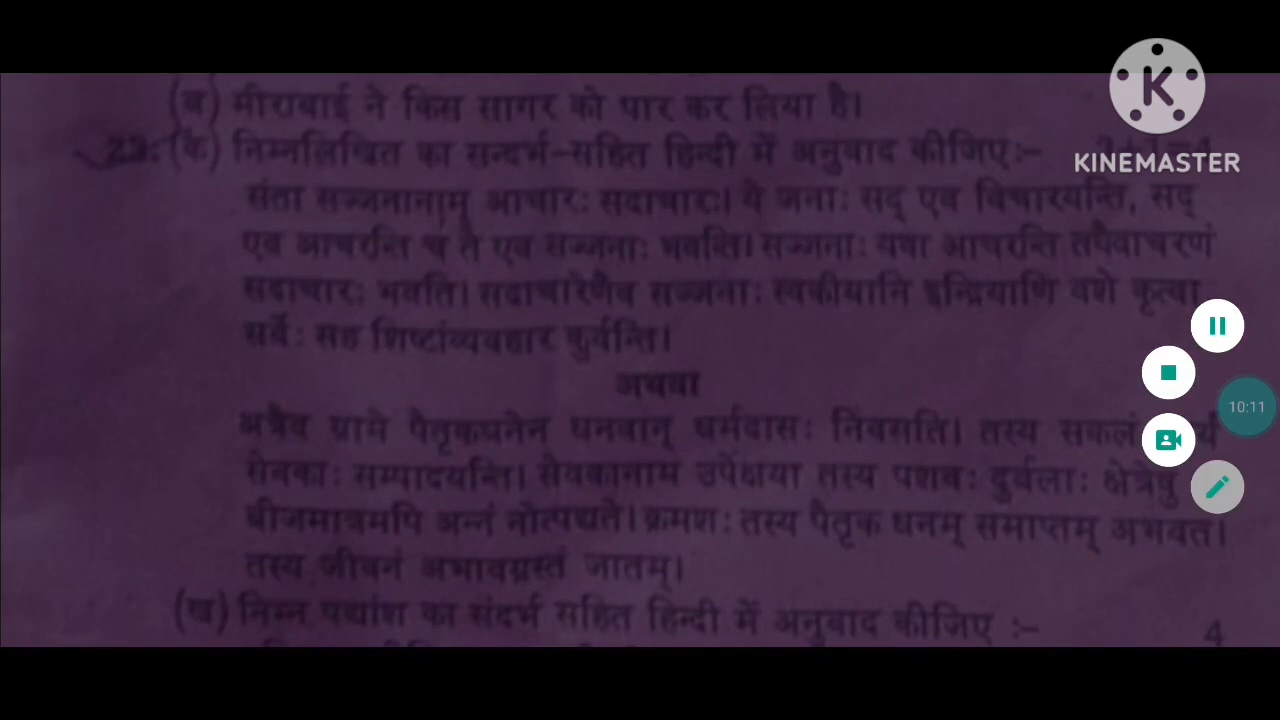 (ब) मीराबाई ने किस सागर को पार कर लिया है।
KINEMASTER
23. (क) निम्नलिखित का सन्दर्भ-सहित हिन्दी में अनुवाद कीजिए:-
संता सज्जनानाम् आचार: सदाचार:। ये जना: सद् एव विचारयन्ति, सद्
एव आचरन्ति च ते एव सज्जना: भवन्ति। सज्जना: यथा आचरन्ति तथैवाचरणं
सदाचार: भवति। सदाचारेणैव सज्जना: स्वकीयानि इन्द्रियाणि वशे कृत्वा
सर्वे: सह शिष्टांव्यवहार कुर्वन्ति।
अथवा
अत्रैव ग्रामे पैतृकधनेन धनवान् धर्मदास: निवसति। तस्य सकलं
सेवका: सम्पादयन्ति। सेवकानाम उपेक्षया तस्य पशव: दुर्बला: क्षेत्रेषु
बीजमात्रमपि अन्नं नोत्पद्यते। क्रमश: तस्य पैतृक धनम् समाप्तम् अभवत।
तस्य जीवनं अभावग्रस्तं जातम्।
(ख) निम्न पद्यांश का संदर्भ सहित हिन्दी में अनुवाद कीजिए :-
4
10:11